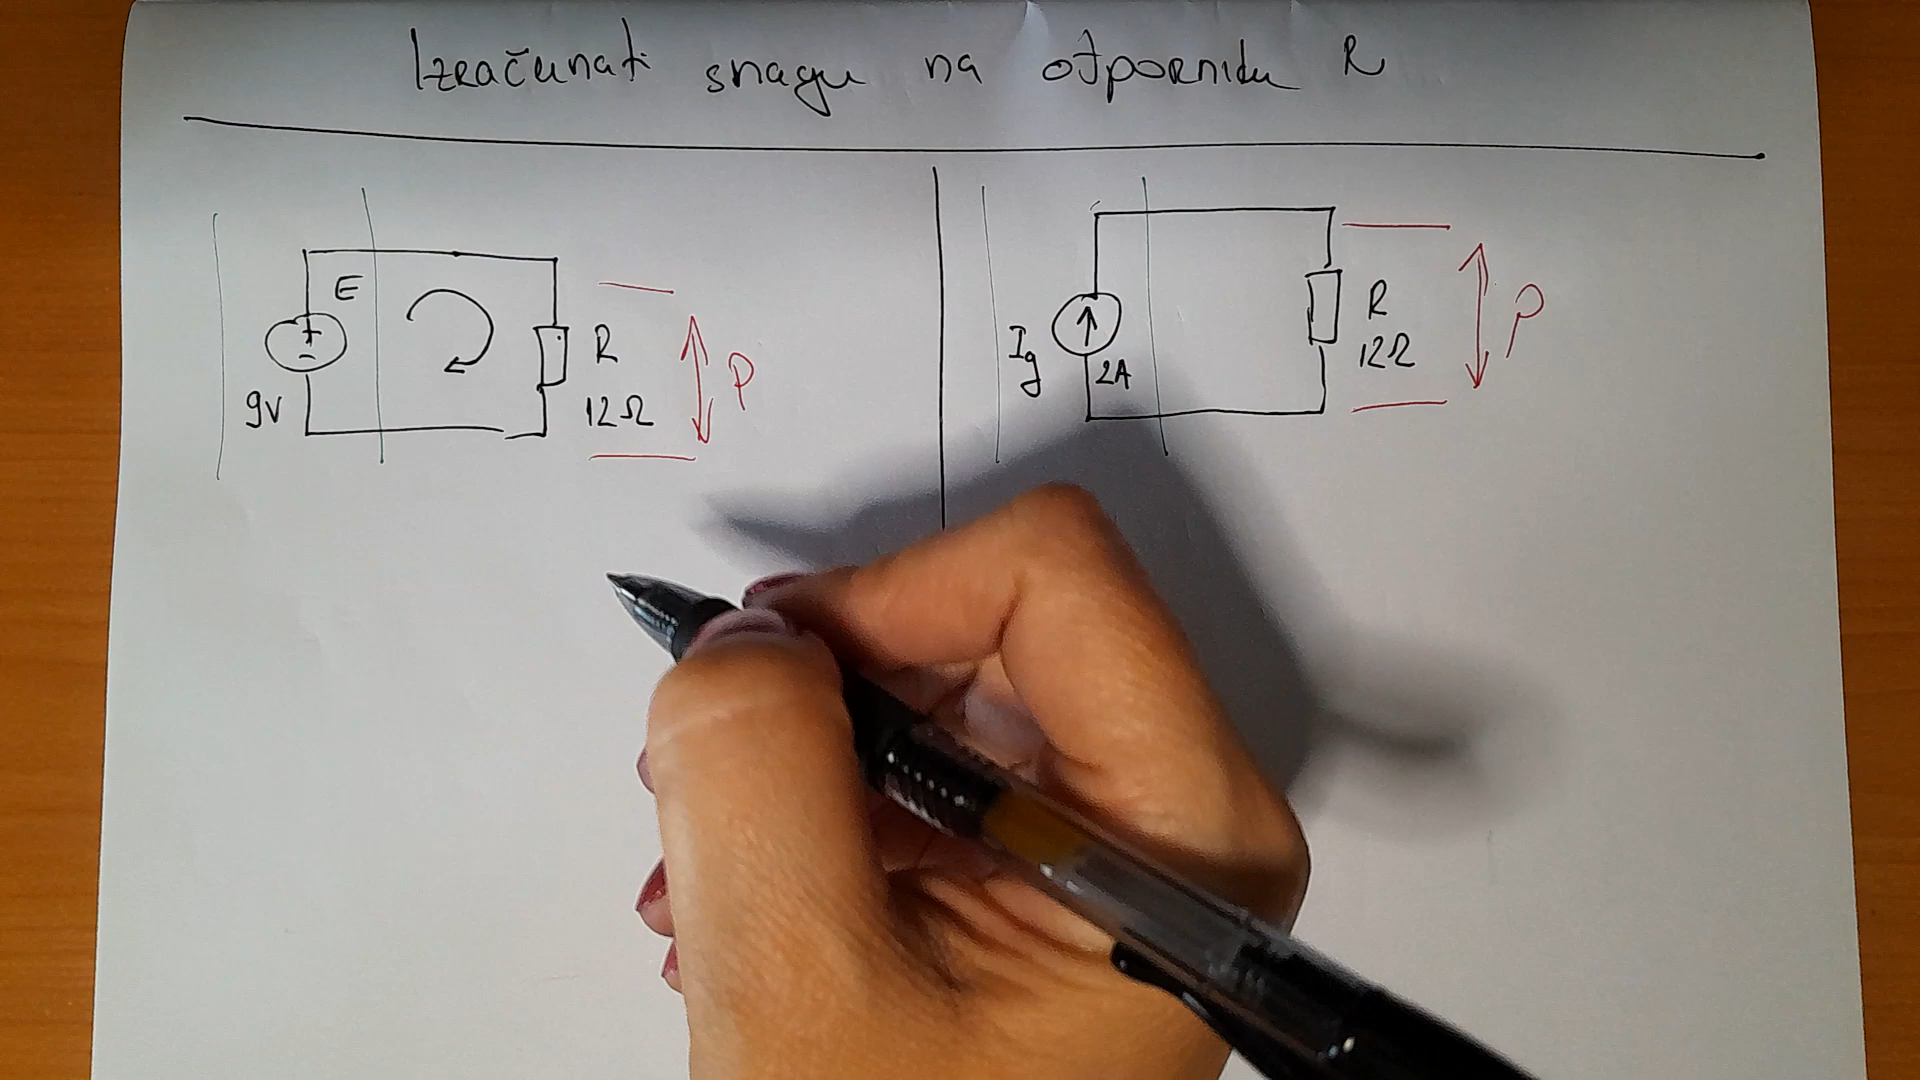 Izračunati snagu na otporniku R
E
9V
R
12Ω
P
Ig
2A
R
12Ω
P